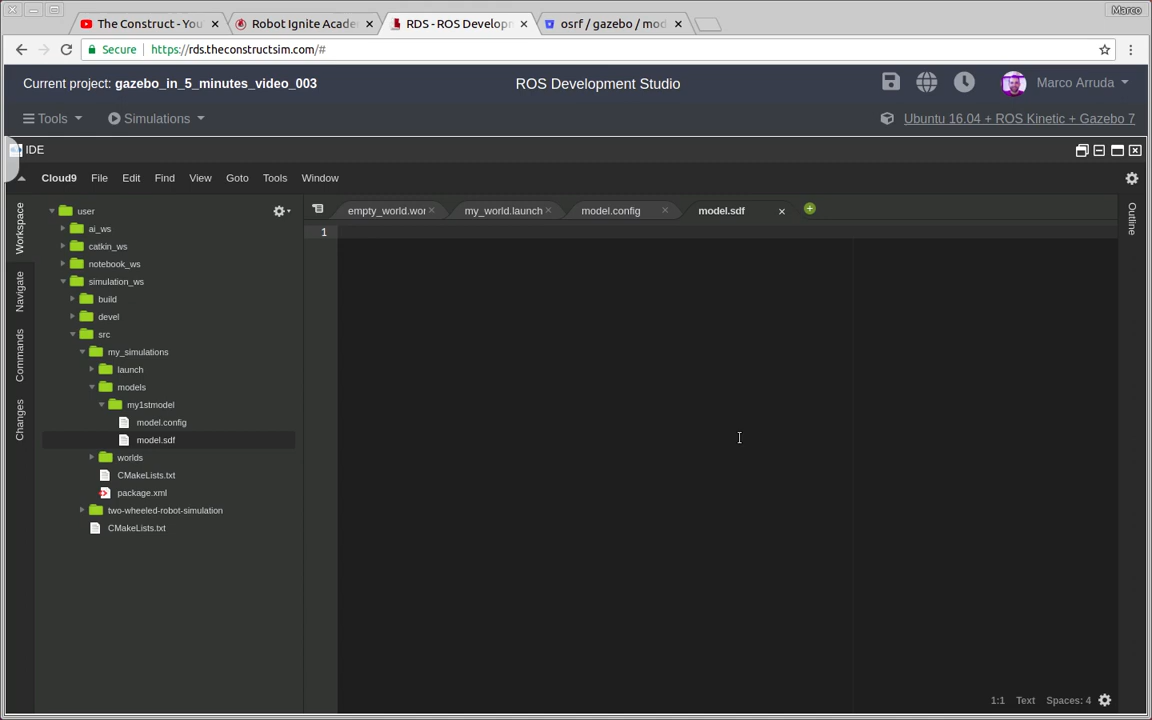 Marco
The Construct - You
Robot Ignite Acade
RDS - ROS Develop
osrf / gazebo / mod
Secure
https://rds.theconstructsim.com/#
Current project: gazebo_in_5_minutes_video_003
ROS Development Studio
Marco Arruda
Tools
Simulations
Ubuntu 16.04 + ROS Kinetic + Gazebo 7
IDE
Cloud9 File Edit Find View Goto Tools Window
Workspace
Navigate
Commands
Changes
user
ai_ws
catkin_ws
notebook_ws
simulation_ws
build
devel
src
my_simulations
launch
models
my1stmodel
model.config
model.sdf
worlds
CMakeLists.txt
package.xml
two-wheeled-robot-simulation
CMakeLists.txt
empty_world.wor
my_world.launch
model.config
model.sdf
1
Outline
1:1 Text Spaces: 4